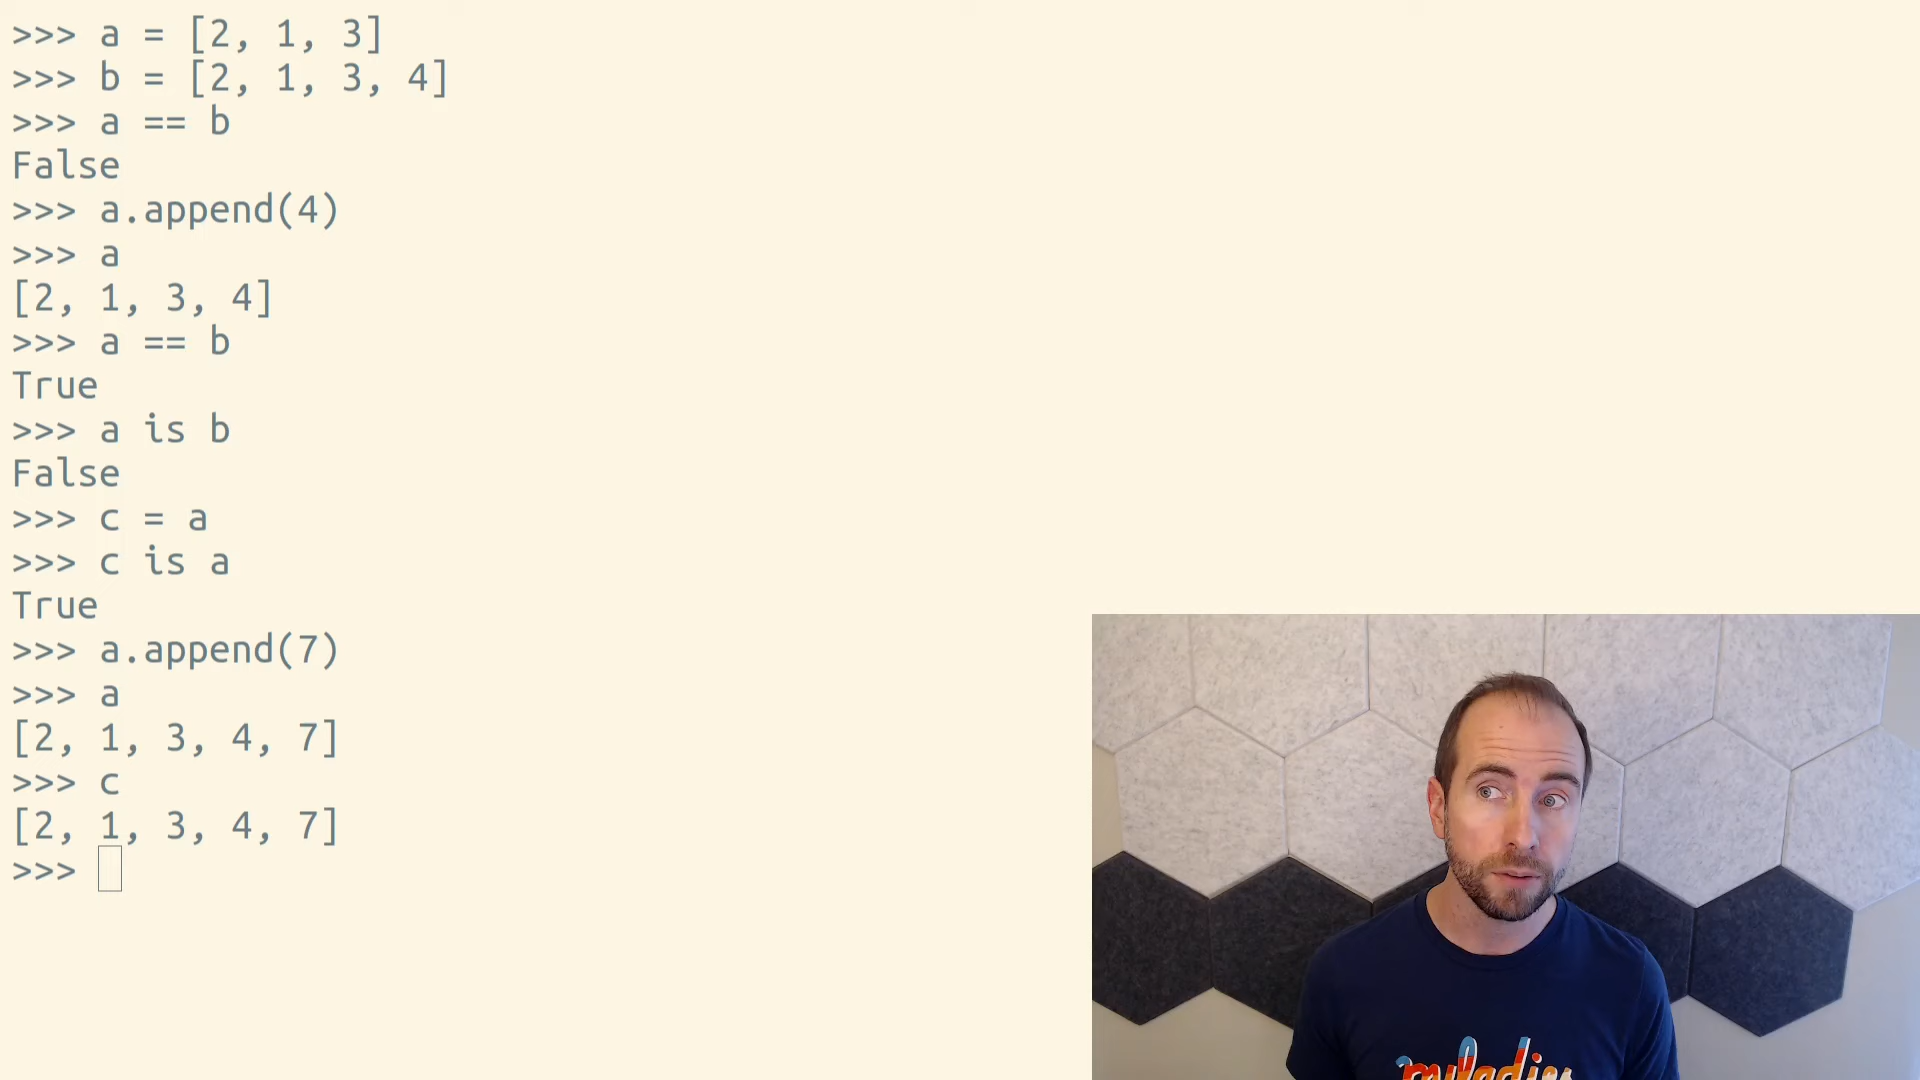 >>> a = [2, 1, 3]
>>> b = [2, 1, 3, 4]
>>> a == b
False
>>> a.append(4)
>>> a
[2, 1, 3, 4]
>>> a == b
True
>>> a is b
False
>>> c = a
>>> c is a
True
>>> a.append(7)
>>> a
[2, 1, 3, 4, 7]
>>> c
[2, 1, 3, 4, 7]
>>>
pyladies